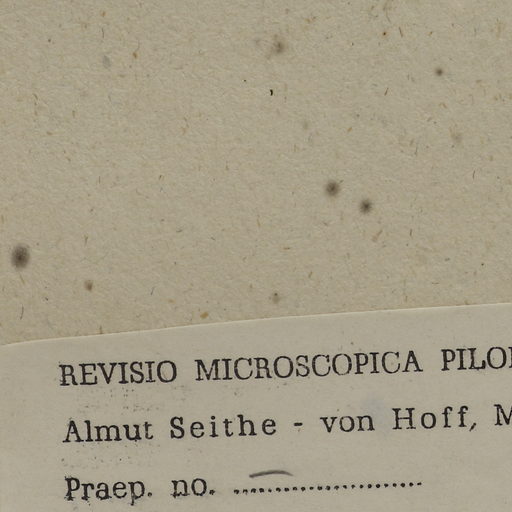 REVISIO MICROSCOPICA PILO
Almut Seithe - von Hoff, M
Praep. no. ........................